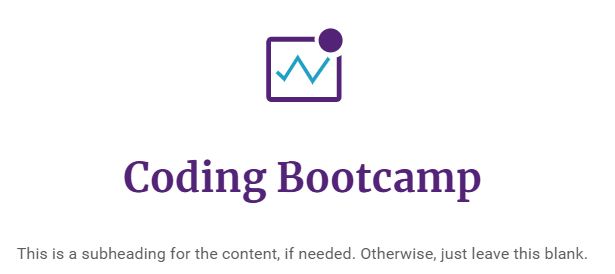 Coding Bootcamp
This is a subheading for the content, if needed. Otherwise, just leave this blank.